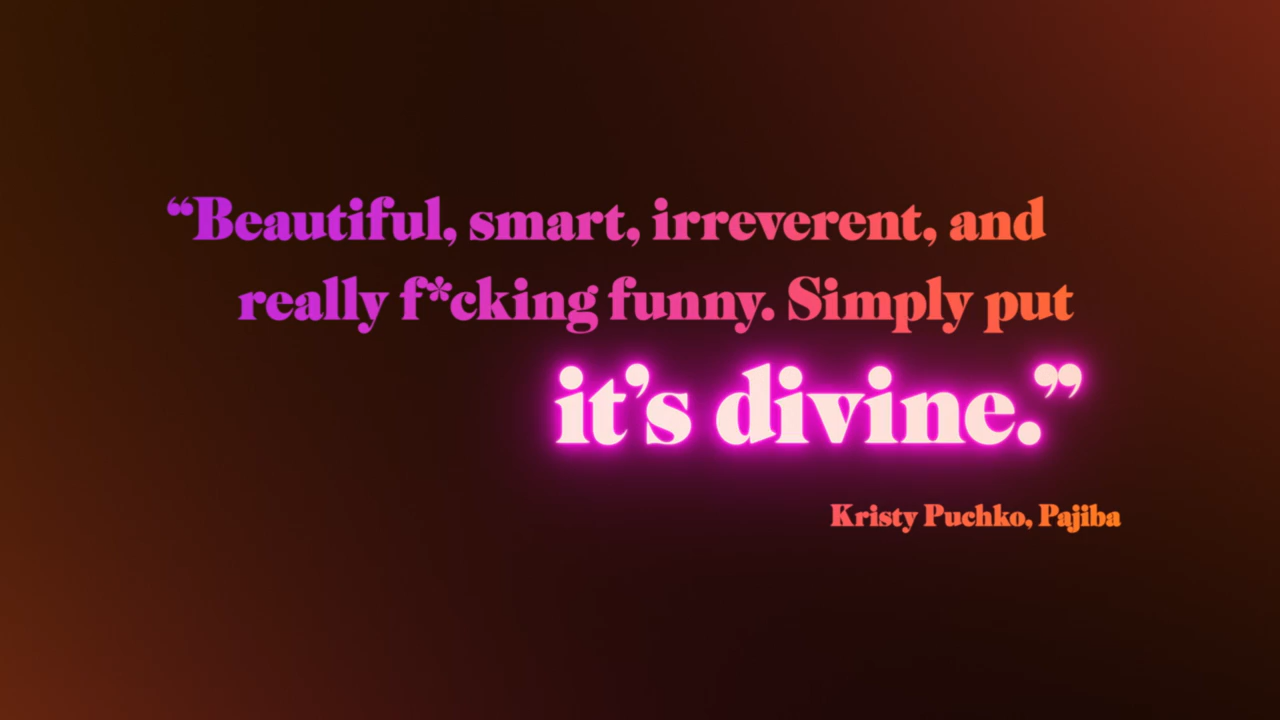 “Beautiful, smart, irreverent, and
really f*cking funny. Simply put
it’s divine.”
Kristy Puchko, Pajiba